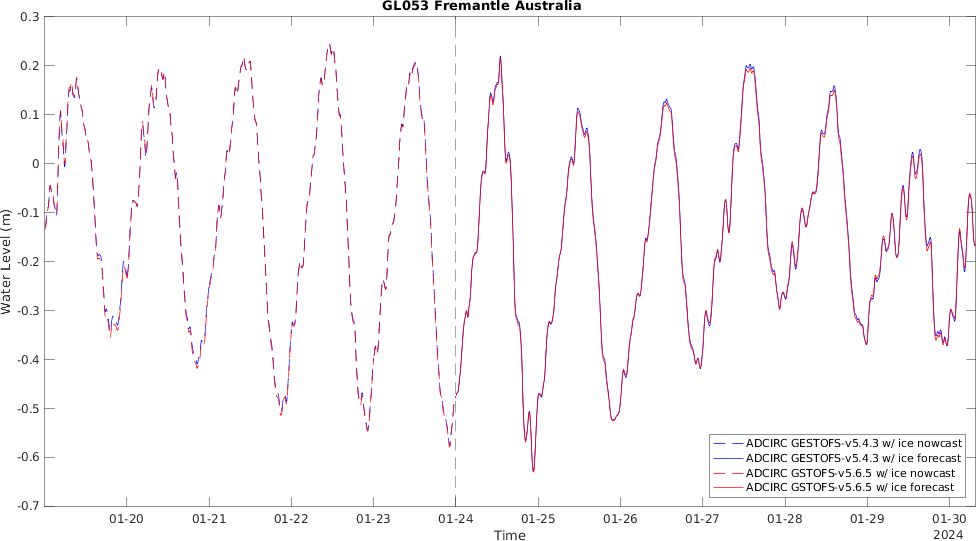 GL053 Fremantle Australia
0.3
0.2
0.1
0
-0.1
-0.2
-0.3
-0.4
-0.5
-0.6
-0.7
Water Level (m)
ADCIRC GESTOFS-v5.4.3 w/ ice nowcast
ADCIRC GESTOFS-v5.4.3 w/ ice forecast
ADCIRC GSTOFS-v5.6.5 w/ ice nowcast
ADCIRC GSTOFS-v5.6.5 w/ ice forecast
01-20 01-21 01-22 01-23 01-24 01-25 01-26 01-27 01-28 01-29 01-30
Time 2024